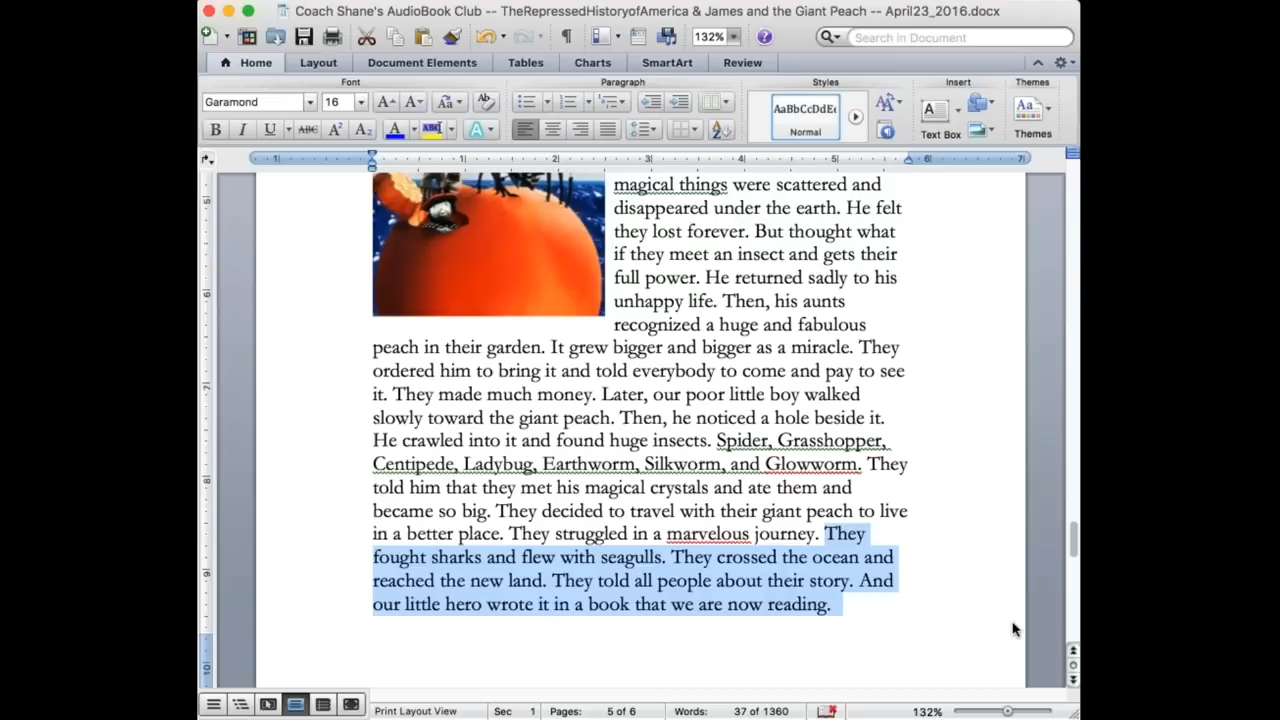 Coach Shane's AudioBook Club -- TheRepressedHistoryofAmerica & James and the Giant Peach -- April23_2016.docx
132%
Search in Document
Home Layout Document Elements Tables Charts SmartArt Review
Font Paragraph Styles Insert Themes
Garamond 16 AaBbCcDdE
Normal Text Box Themes
1 1 2 3 4 5 6 7
magical things were scattered and
disappeared under the earth. He felt
they lost forever. But thought what
if they meet an insect and gets their
full power. He returned sadly to his
unhappy life. Then, his aunts
recognized a huge and fabulous
peach in their garden. It grew bigger and bigger as a miracle. They
ordered him to bring it and told everybody to come and pay to see
it. They made much money. Later, our poor little boy walked
slowly toward the giant peach. Then, he noticed a hole beside it.
He crawled into it and found huge insects. Spider, Grasshopper,
Centipede, Ladybug, Earthworm, Silkworm, and Glowworm. They
told him that they met his magical crystals and ate them and
became so big. They decided to travel with their giant peach to live
in a better place. They struggled in a marvelous journey. They
fought sharks and flew with seagulls. They crossed the ocean and
reached the new land. They told all people about their story. And
our little hero wrote it in a book that we are now reading.
Print Layout View Sec 1 Pages: 5 of 6 Words: 37 of 1360 132%